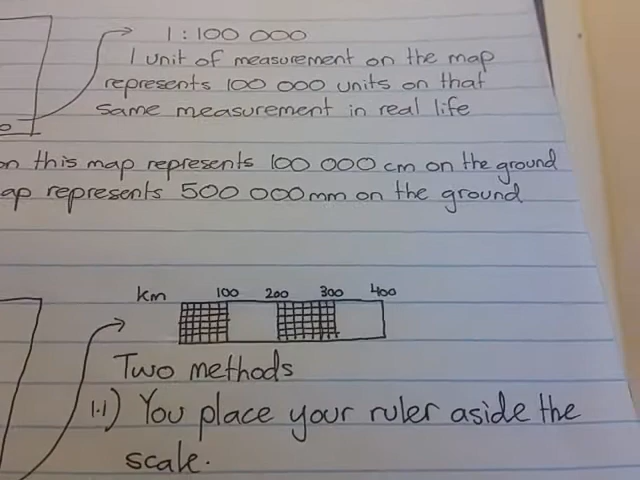 1 : 100 000
1 unit of measurement on the map
represents 100 000 units on that
same measurement in real life
on this map represents 100 000 cm on the ground
ap represents 500 000mm on the ground
km 100 200 300 400
Two methods
1.1) You place your ruler aside the
scale.